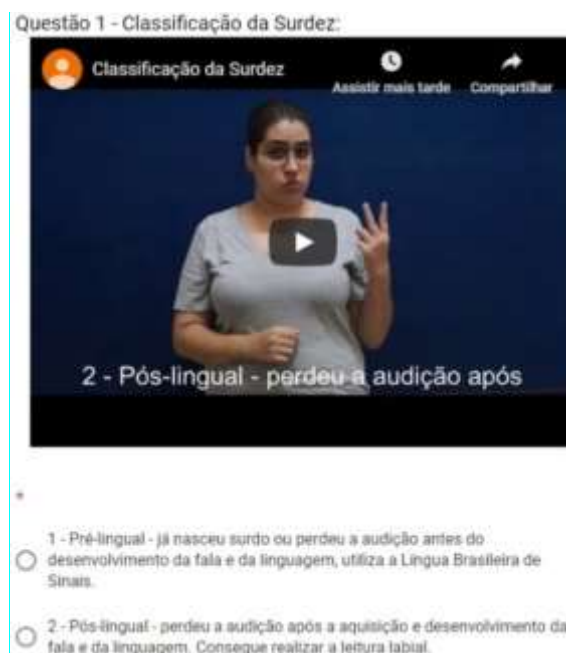 Questão 1 - Classificação da Surdez:
Classificação da Surdez
Assistir mais tarde
Compartilhar
2 - Pós-lingual - perdeu a audição após
*
1 - Pré-lingual - já nasceu surdo ou perdeu a audição antes do
desenvolvimento da fala e da linguagem, utiliza a Língua Brasileira de
Sinais.
2 - Pós-lingual - perdeu a audição após a aquisição e desenvolvimento da
fala e da linguagem. Consegue realizar a leitura labial.